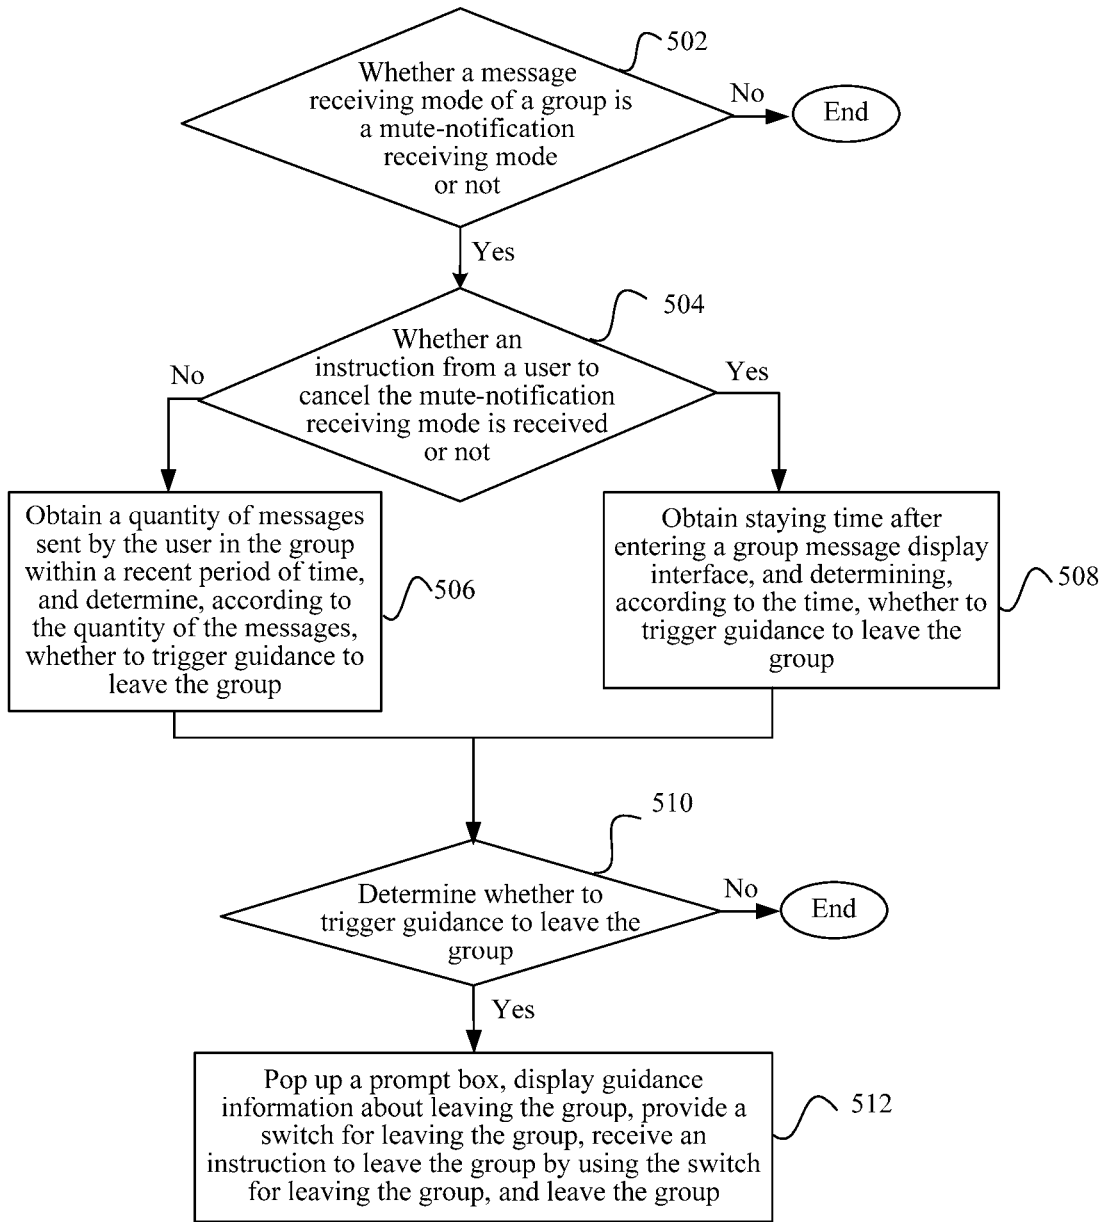 502
Whether a message
receiving mode of a group is
a mute-notification
receiving mode
or not
No
End
Yes
504
Whether an
instruction from a user to
cancel the mute-notification
receiving mode is received
or not
No
Yes
Obtain a quantity of messages
sent by the user in the group
within a recent period of time,
and determine, according to
the quantity of the messages,
whether to trigger guidance to
leave the group
506
Obtain staying time after
entering a group message display
interface, and determining,
according to the time, whether to
trigger guidance to leave the
group
508
510
Determine whether to
trigger guidance to leave the
group
No
End
Yes
Pop up a prompt box, display guidance
information about leaving the group, provide a
switch for leaving the group, receive an
instruction to leave the group by using the switch
for leaving the group, and leave the group
512